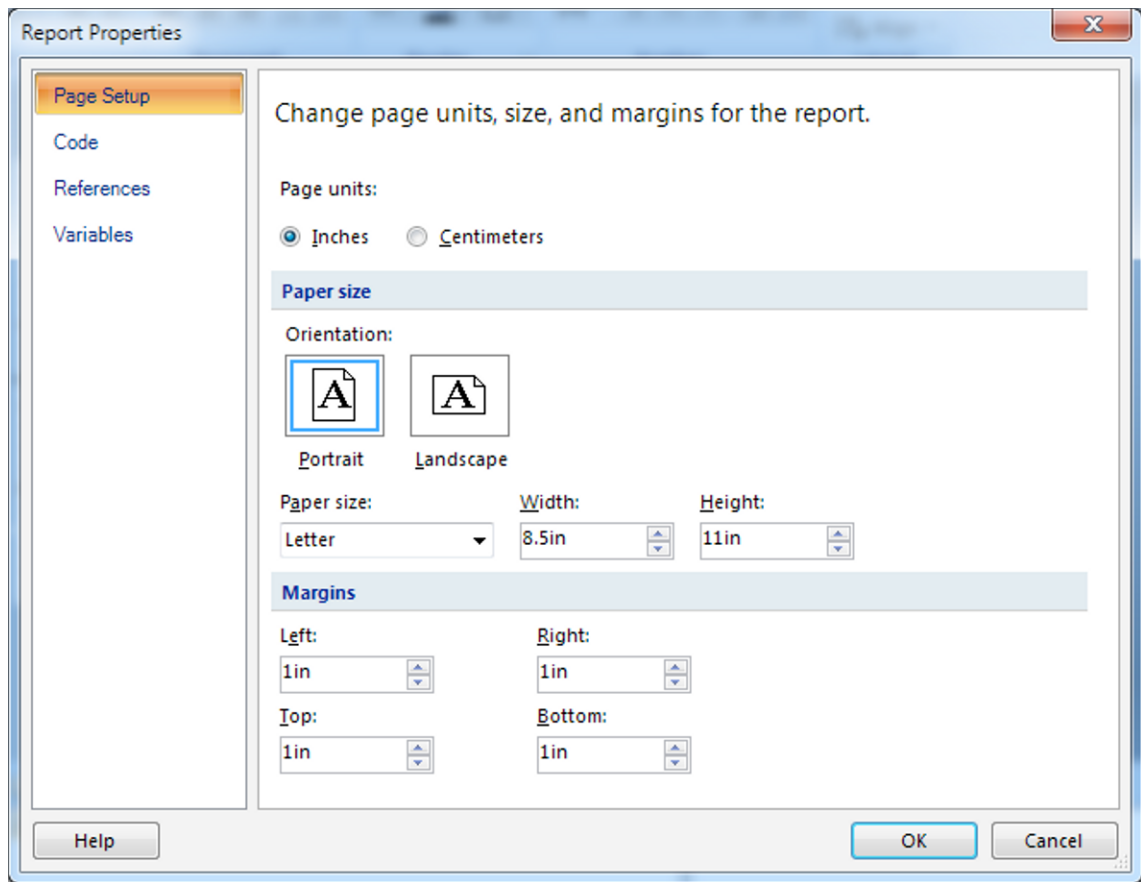 Report Properties
Page Setup
Code
References
Variables
Change page units, size, and margins for the report.
Page units:
Inches Centimeters
Paper size
Orientation:
A A
Portrait Landscape
Paper size: Width: Height:
Letter 8.5in 11in
Margins
Left: Right:
1in 1in
Top: Bottom:
1in 1in
Help OK Cancel